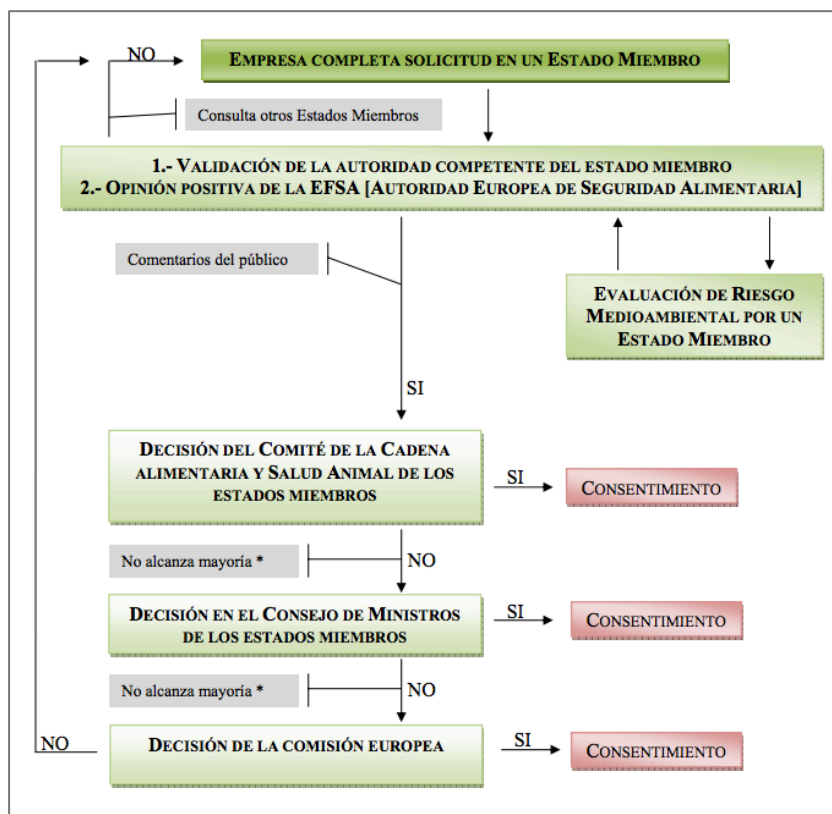 NO
EMPRESA COMPLETA SOLICITUD EN UN ESTADO MIEMBRO
Consulta otros Estados Miembros
1.- VALIDACIÓN DE LA AUTORIDAD COMPETENTE DEL ESTADO MIEMBRO
2.- OPINIÓN POSITIVA DE LA EFSA [AUTORIDAD EUROPEA DE SEGURIDAD ALIMENTARIA]
Comentarios del público
EVALUACIÓN DE RIESGO
MEDIOAMBIENTAL POR UN
ESTADO MIEMBRO
SI
DECISIÓN DEL COMITÉ DE LA CADENA
ALIMENTARIA Y SALUD ANIMAL DE LOS
ESTADOS MIEMBROS
SI
CONSENTIMIENTO
No alcanza mayoría *
NO
DECISIÓN EN EL CONSEJO DE MINISTROS
DE LOS ESTADOS MIEMBROS
SI
CONSENTIMIENTO
No alcanza mayoría *
NO
NO
DECISIÓN DE LA COMISIÓN EUROPEA
SI
CONSENTIMIENTO